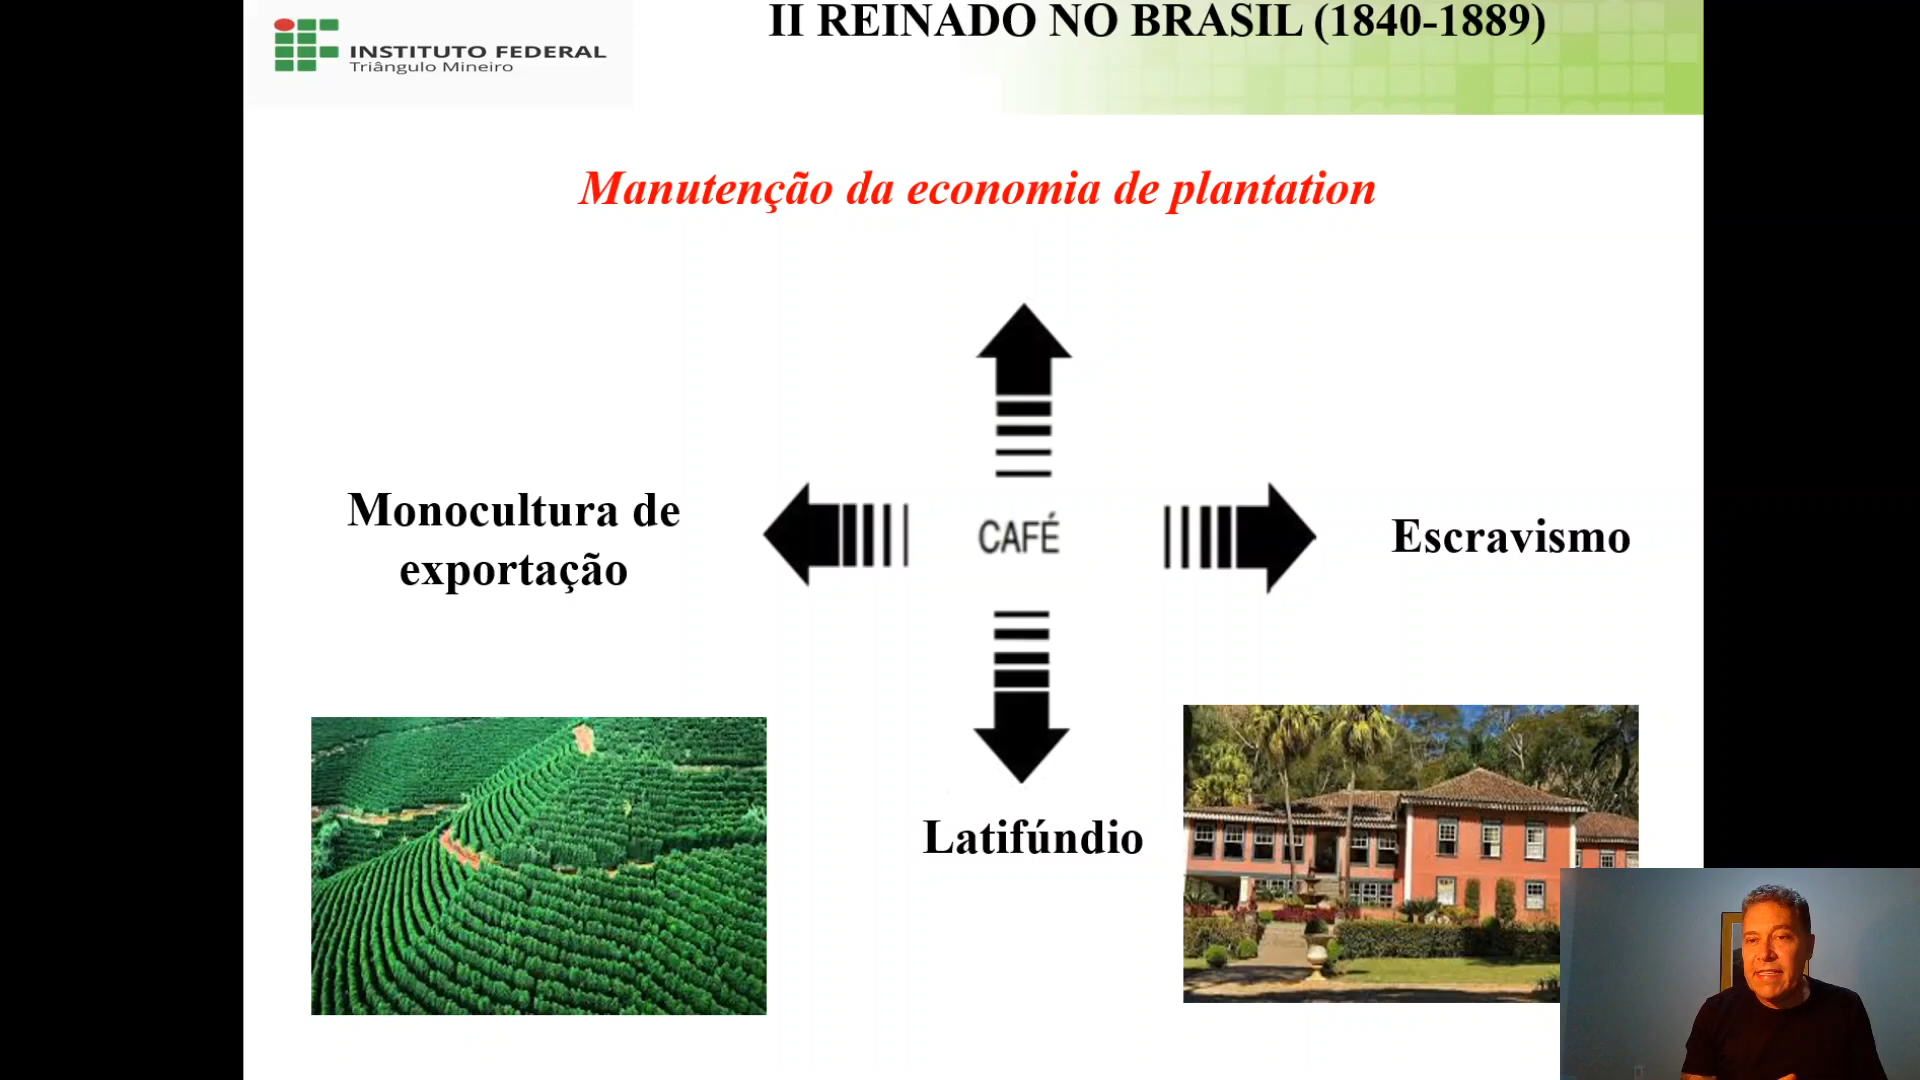 II REINADO NO BRASIL (1840-1889)
INSTITUTO FEDERAL
Triângulo Mineiro
Manutenção da economia de plantation
Monocultura de
exportação
CAFÉ
Escravismo
Latifúndio